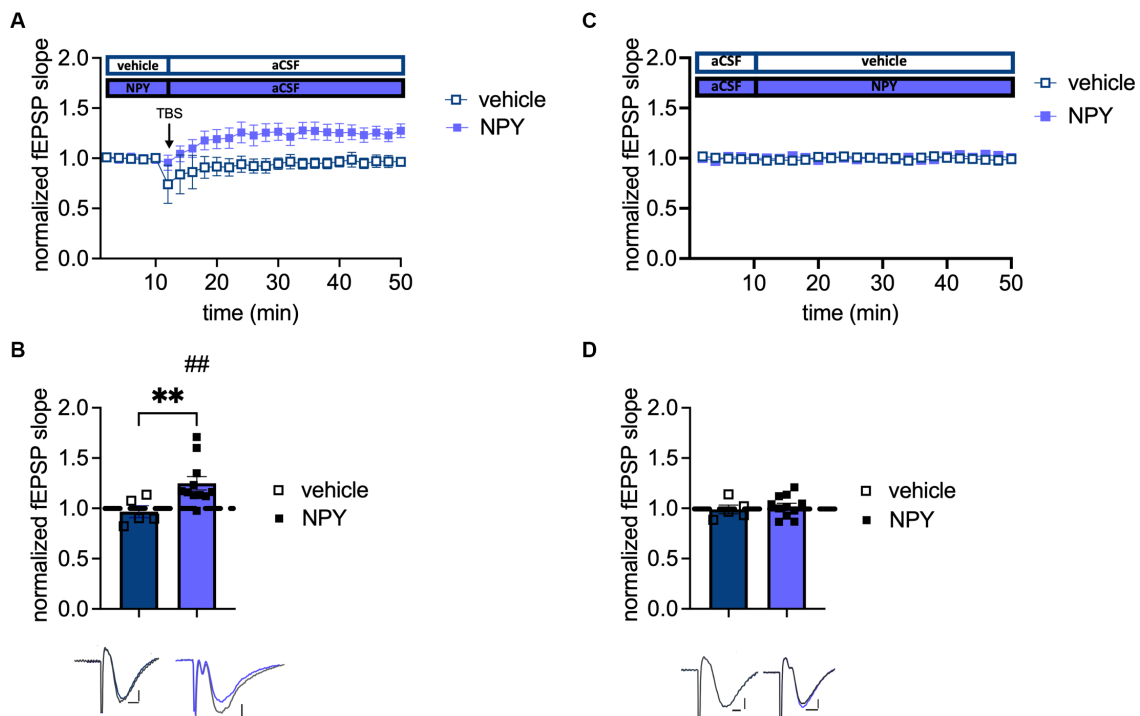 A
normalized fEPSP slope
2.0
1.5
1.0
0.5
0.0
vehicle aCSF
NPY aCSF
TBS
10 20 30 40 50
time (min)
vehicle
NPY
C
normalized fEPSP slope
2.0
1.5
1.0
0.5
0.0
aCSF vehicle
aCSF NPY
10 20 30 40 50
time (min)
vehicle
NPY
B
normalized fEPSP slope
##
**
2.0
1.5
1.0
0.5
0.0
vehicle
NPY
D
normalized fEPSP slope
2.0
1.5
1.0
0.5
0.0
vehicle
NPY